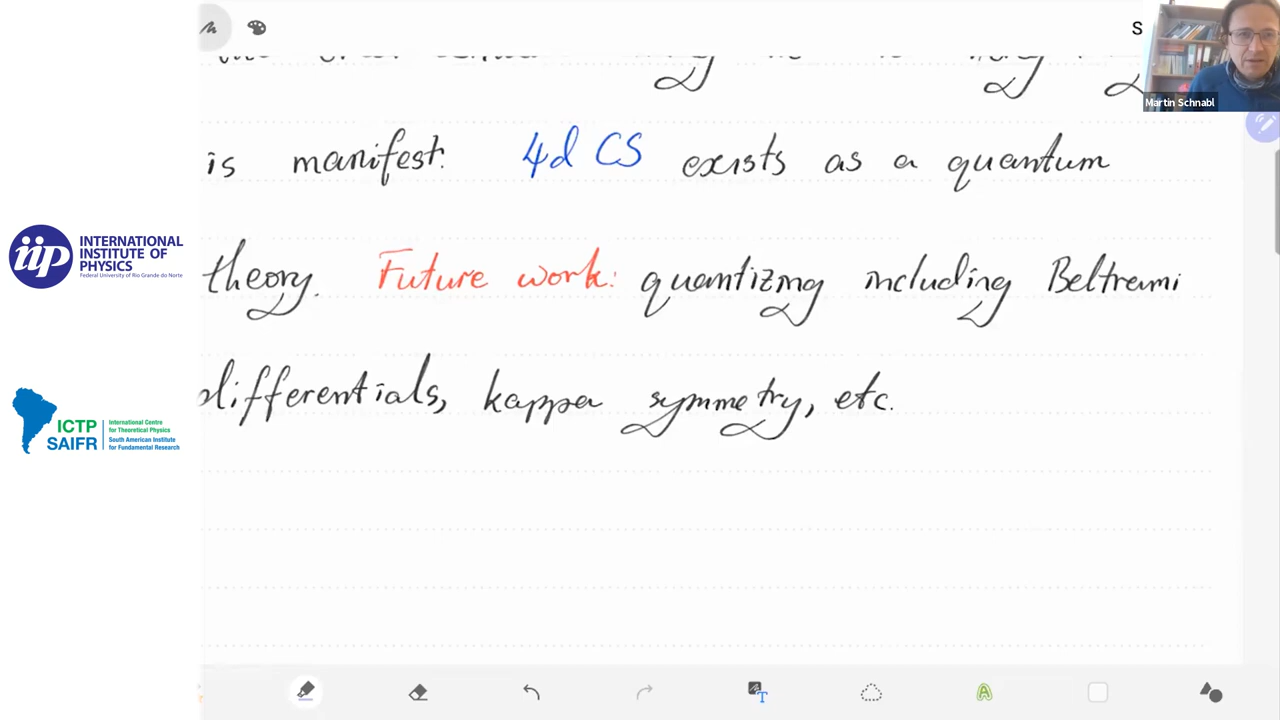 S
Martin Schnabl
is manifest. 4d CS exists as a quantum
theory. Future work: quantizing including Beltrami
differentials, kappa symmetry, etc.
iip
INTERNATIONAL
INSTITUTE OF
PHYSICS
Federal University of Rio Grande do Norte
ICTP
SAIFR
International Centre
for Theoretical Physics
South American Institute
for Fundamental Research
T
A